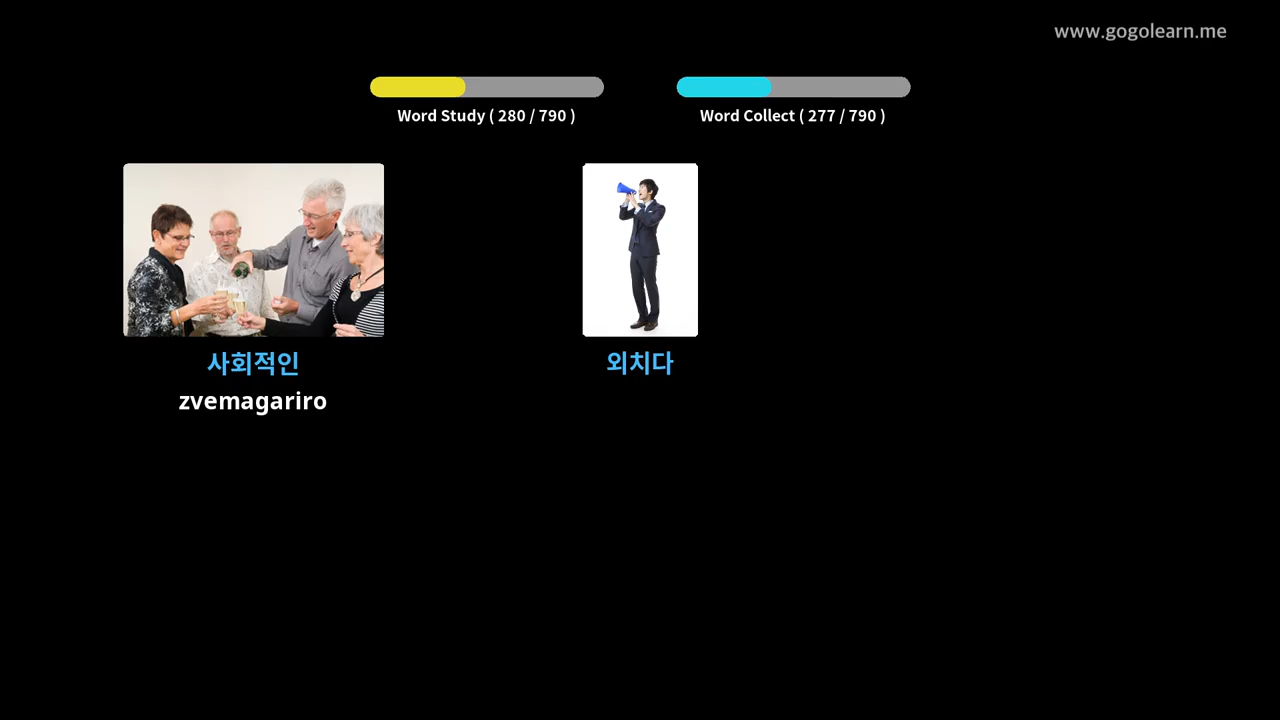 www.gogolearn.me
Word Study ( 280 / 790 )
Word Collect ( 277 / 790 )
사회적인
zvemagariro
외치다